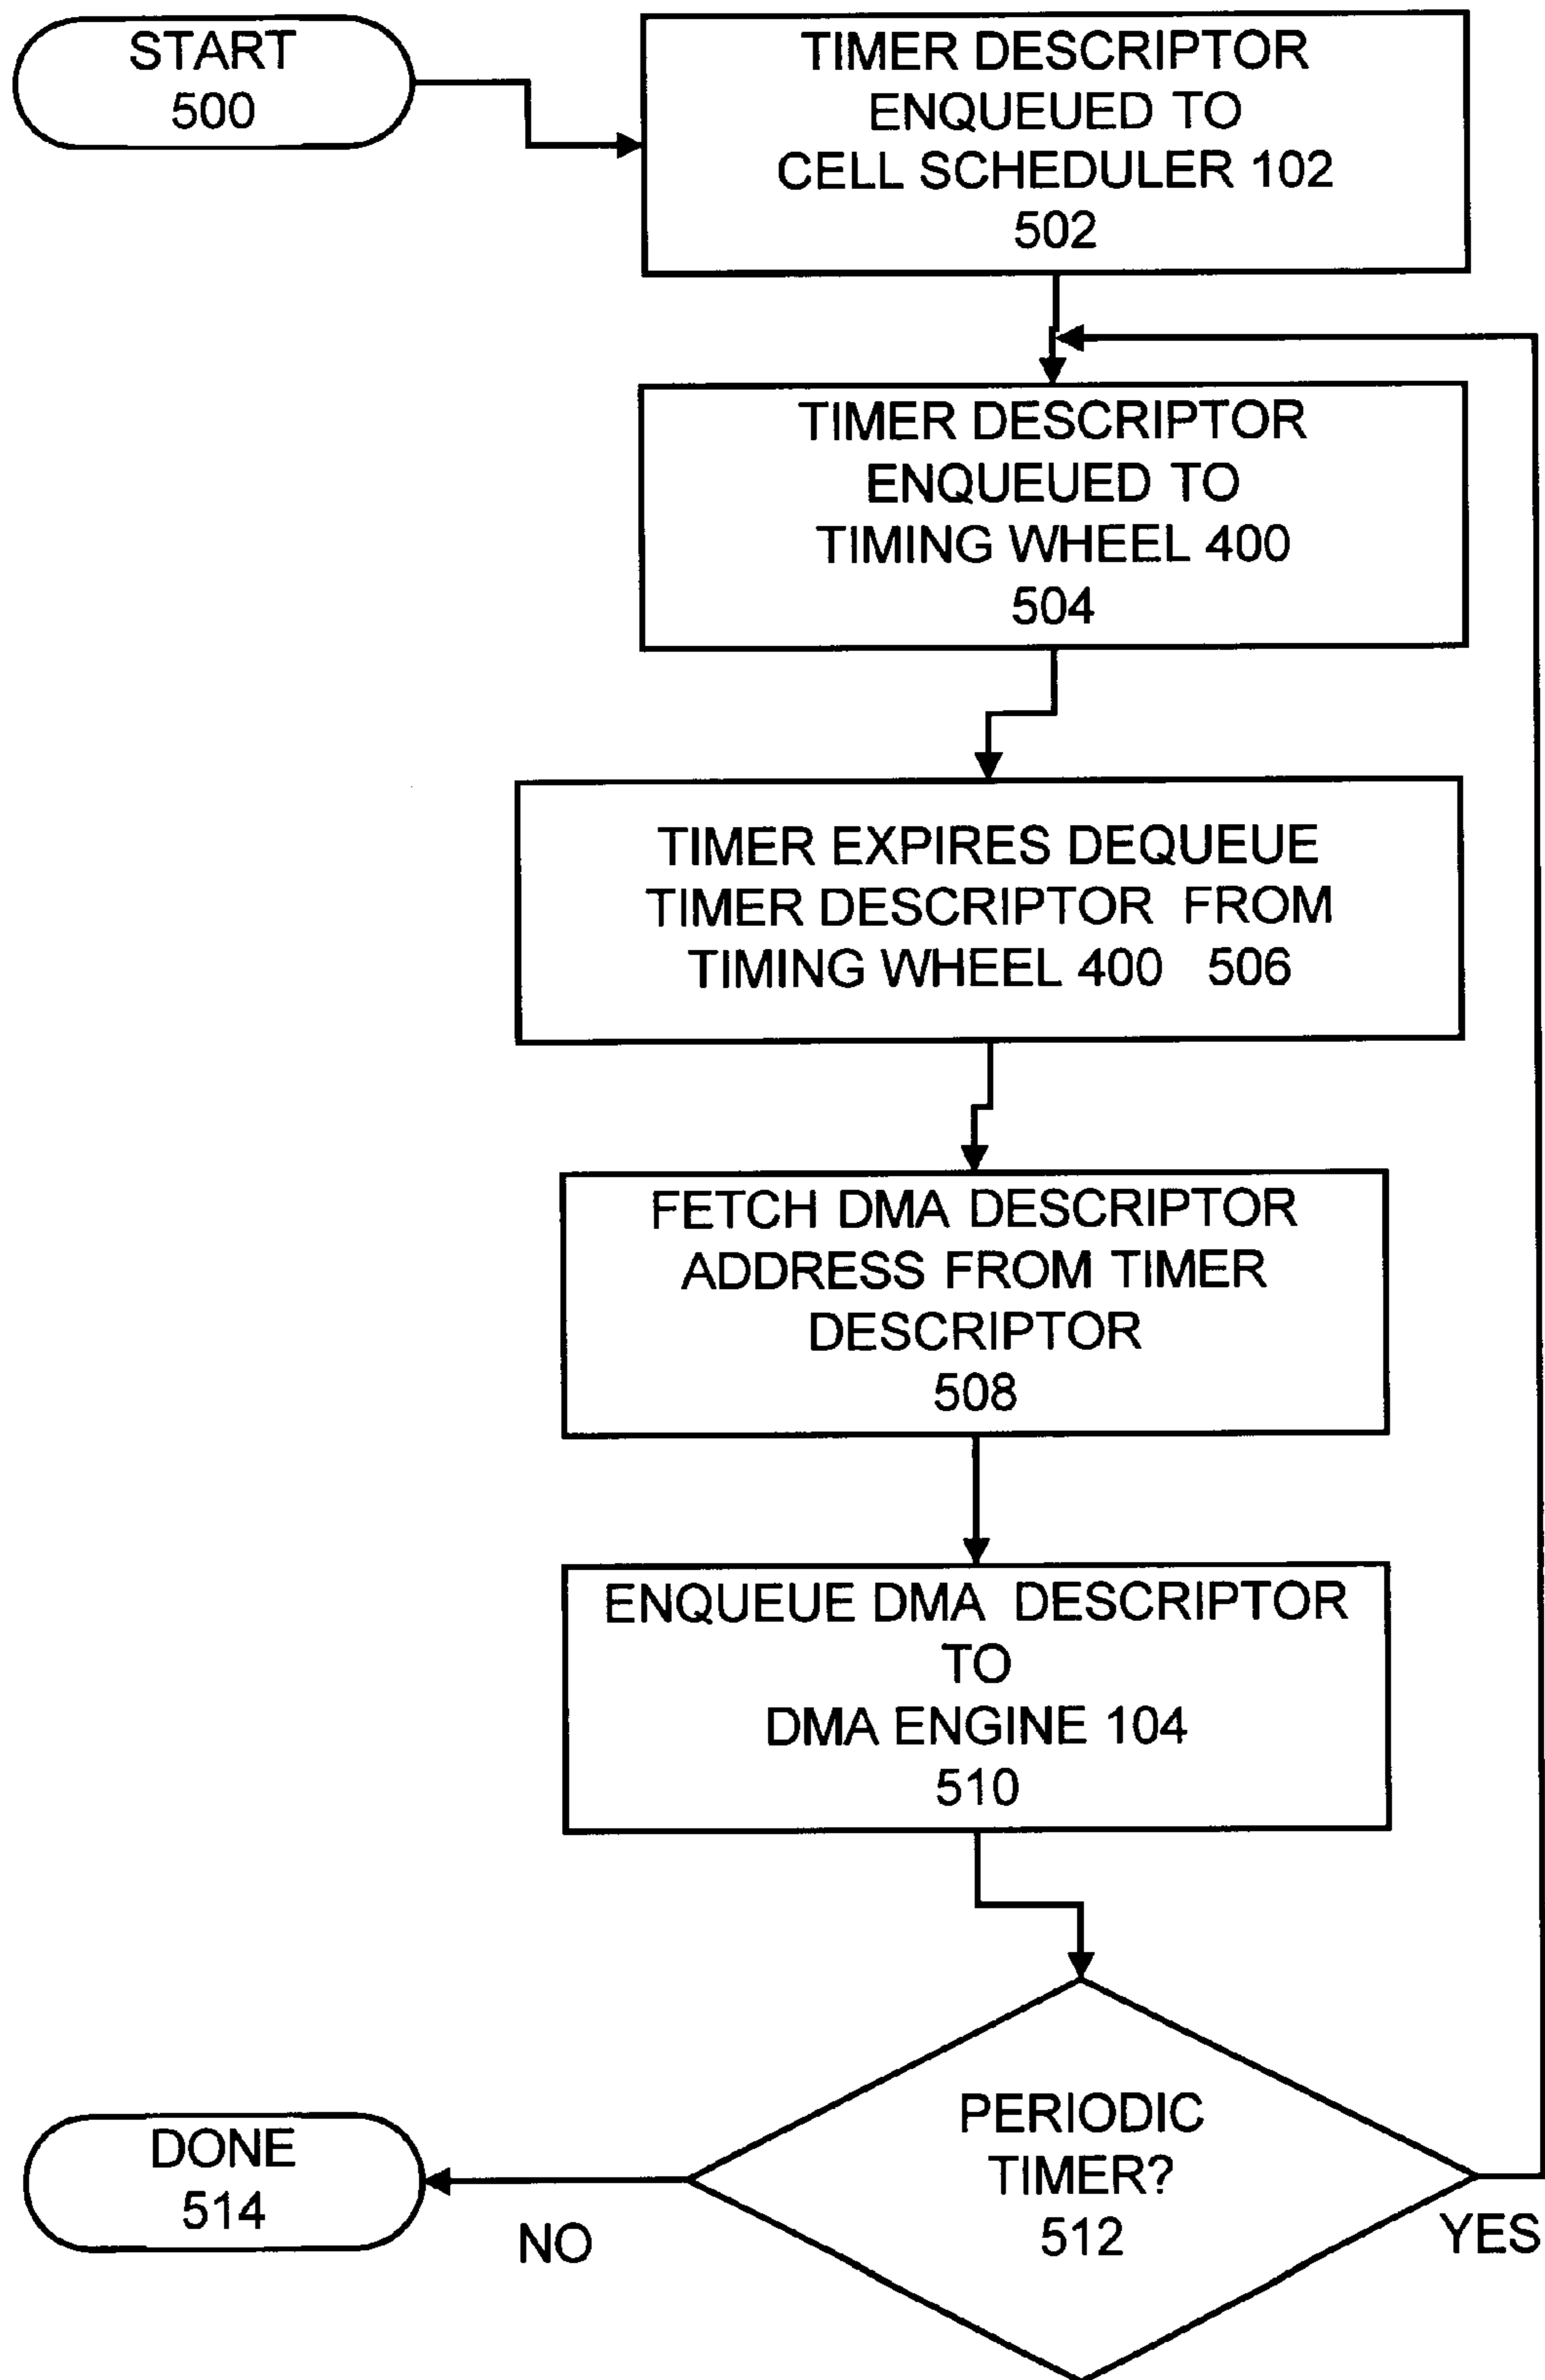 START
500
TIMER DESCRIPTOR
ENQUEUED TO
CELL SCHEDULER 102
502
TIMER DESCRIPTOR
ENQUEUED TO
TIMING WHEEL 400
504
TIMER EXPIRES DEQUEUE
TIMER DESCRIPTOR FROM
TIMING WHEEL 400 506
FETCH DMA DESCRIPTOR
ADDRESS FROM TIMER
DESCRIPTOR
508
ENQUEUE DMA DESCRIPTOR
TO
DMA ENGINE 104
510
PERIODIC
TIMER?
512
YES
NO
DONE
514